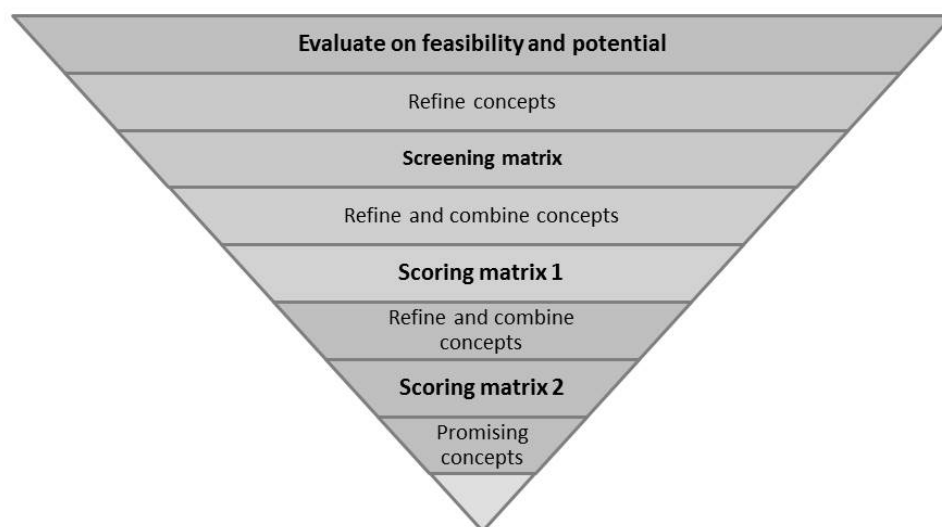 Evaluate on feasibility and potential
Refine concepts
Screening matrix
Refine and combine concepts
Scoring matrix 1
Refine and combine
concepts
Scoring matrix 2
Promising
concepts